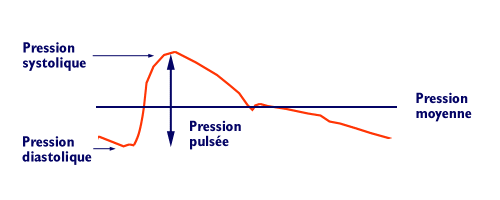 Pression
systolique
Pression
moyenne
Pression
pulsée
Pression
diastolique